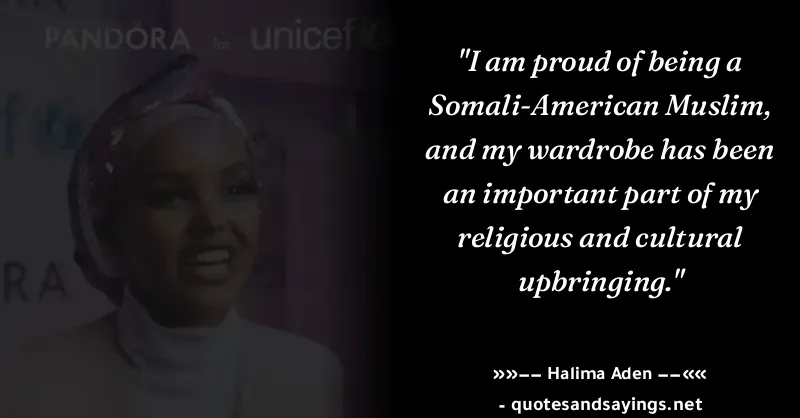 PANDÓRA for unicef
"I am proud of being a
Somali-American Muslim,
and my wardrobe has been
an important part of my
religious and cultural
upbringing."
RA
»»–– Halima Aden ––««
- quotesandsayings.net